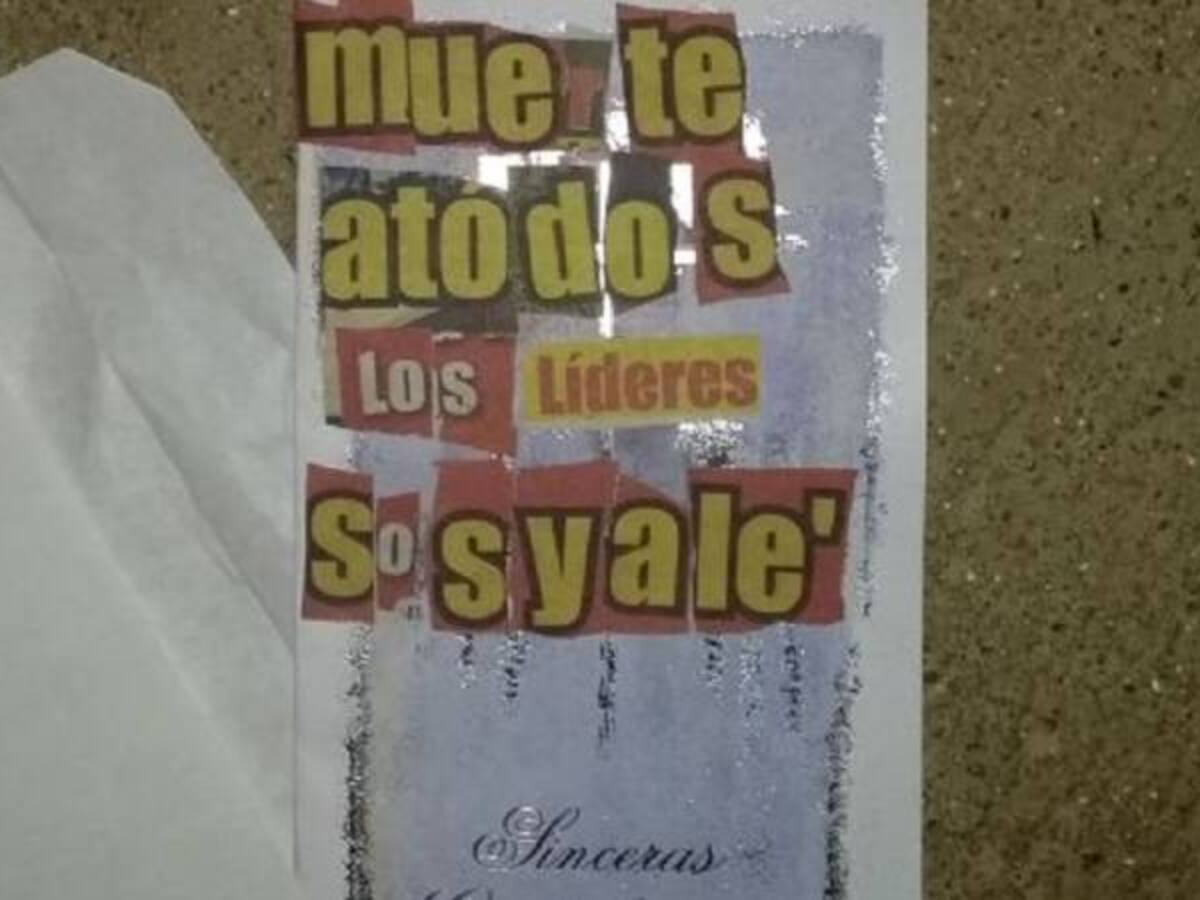 muerte
atódos
Los Líderes
Sosyale'
Sinceras